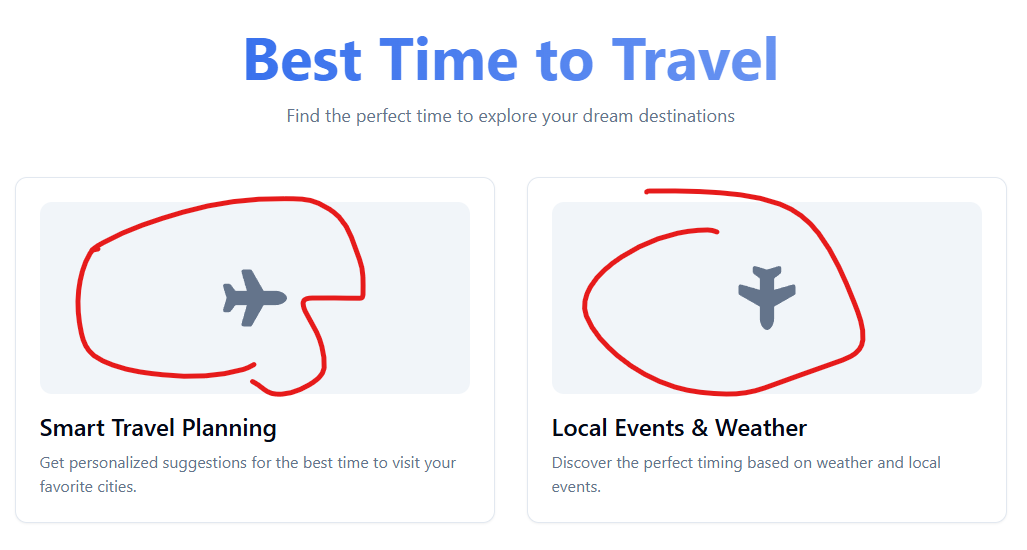 Best Time to Travel
Find the perfect time to explore your dream destinations
Smart Travel Planning
Get personalized suggestions for the best time to visit your
favorite cities.
Local Events & Weather
Discover the perfect timing based on weather and local
events.